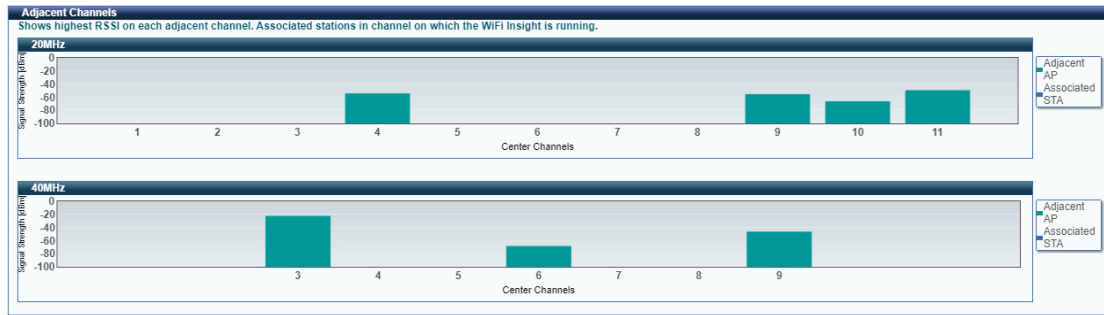 Adjacent Channels
Shows highest RSSI on each adjacent channel. Associated stations in channel on which the WiFi Insight is running.
20MHz
Signal Strength [dBm]
0
-20
-40
-60
-80
-100
1 2 3 4 5 6 7 8 9 10 11
Center Channels
Adjacent
AP
Associated
STA
40MHz
Signal Strength [dBm]
0
-20
-40
-60
-80
-100
3 4 5 6 7 8 9
Center Channels
Adjacent
AP
Associated
STA